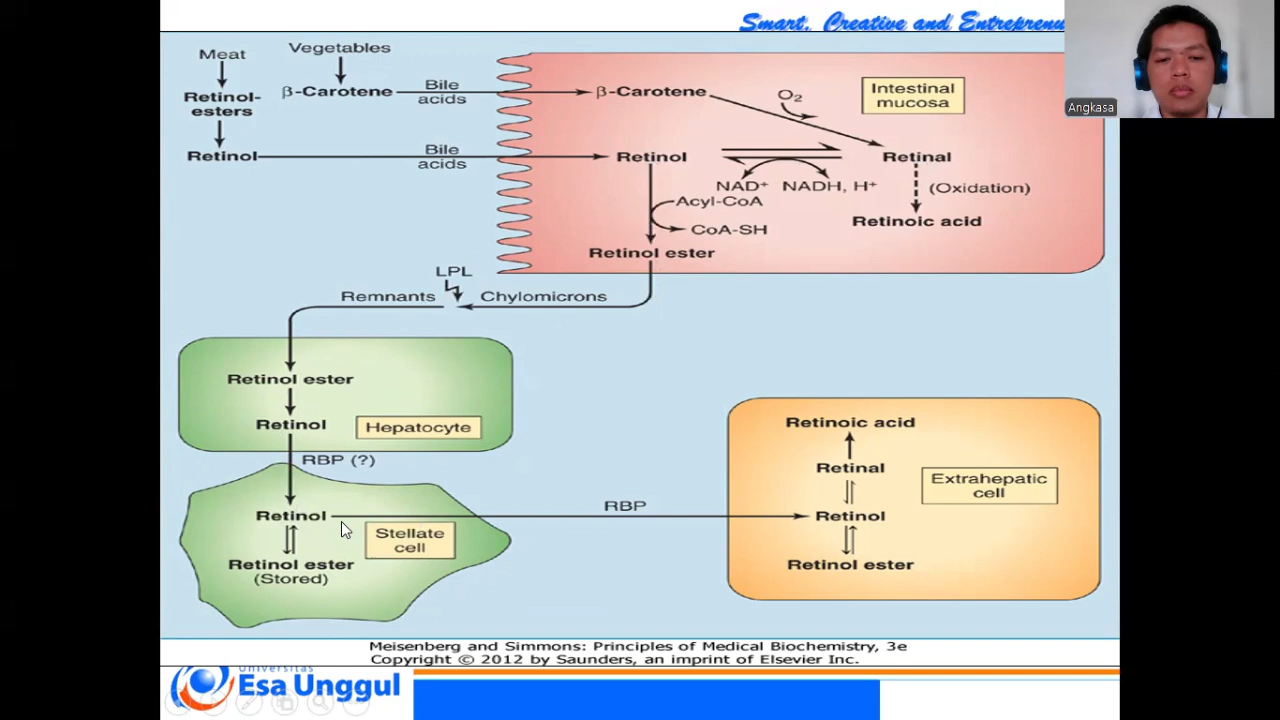 Smart, Creative and Entreprenu
Angkasa
Meat
Vegetables
Retinol-
esters
β-Carotene
Bile
acids
β-Carotene
O2
Intestinal
mucosa
Retinol
Bile
acids
Retinol
Retinal
NAD+
NADH, H+
(Oxidation)
Acyl-CoA
CoA-SH
Retinoic acid
Retinol ester
LPL
Remnants
Chylomicrons
Retinol ester
Retinol
Hepatocyte
RBP (?)
Retinol
Stellate
cell
Retinol ester
(Stored)
RBP
Retinoic acid
Retinal
Extrahepatic
cell
Retinol
Retinol ester
Meisenberg and Simmons: Principles of Medical Biochemistry, 3e
Copyright © 2012 by Saunders, an imprint of Elsevier Inc.
Universitas
Esa Unggul